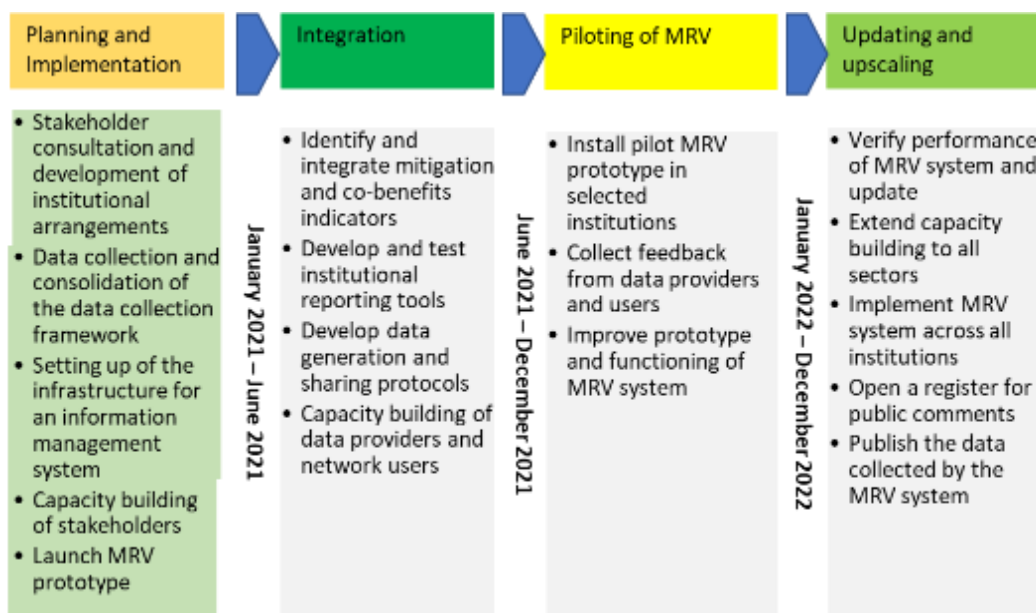 Planning and
Implementation
• Stakeholder
consultation and
development of
institutional
arrangements
• Data collection and
consolidation of
the data collection
framework
• Setting up of the
infrastructure for
an information
management
system
• Capacity building
of stakeholders
• Launch MRV
prototype
January 2021 – June 2021
Integration
• Identify and
integrate mitigation
and co-benefits
indicators
• Develop and test
institutional
reporting tools
• Develop data
generation and
sharing protocols
• Capacity building of
data providers and
network users
June 2021 – December 2021
Piloting of MRV
• Install pilot MRV
prototype in
selected
institutions
• Collect feedback
from data providers
and users
• Improve prototype
and functioning of
MRV system
January 2022 – December 2022
Updating and
upscaling
• Verify performance
of MRV system and
update
• Extend capacity
building to all
sectors
• Implement MRV
system across all
institutions
• Open a register for
public comments
• Publish the data
collected by the
MRV system